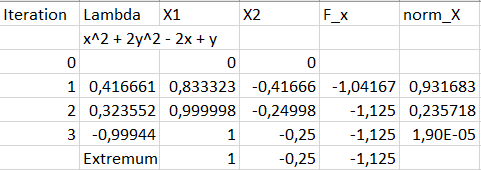 Iteration Lambda X1 X2 F_x norm_X
x^2 + 2y^2 - 2x + y
0 0 0
1 0,416661 0,833323 -0,41666 -1,04167 0,931683
2 0,323552 0,999998 -0,24998 -1,125 0,235718
3 -0,99944 1 -0,25 -1,125 1,90E-05
Extremum 1 -0,25 -1,125